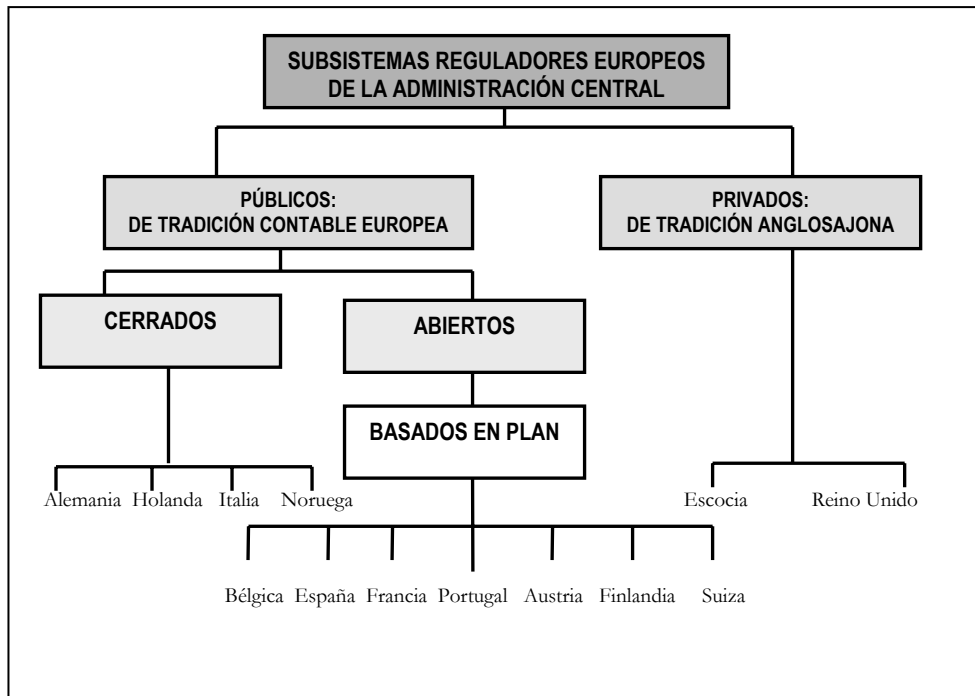 SUBSISTEMAS REGULADORES EUROPEOS
DE LA ADMINISTRACIÓN CENTRAL
PÚBLICOS:
DE TRADICIÓN CONTABLE EUROPEA
PRIVADOS:
DE TRADICIÓN ANGLOSAJONA
CERRADOS
ABIERTOS
BASADOS EN PLAN
Alemania Holanda Italia Noruega
Escocia Reino Unido
Bélgica España Francia Portugal Austria Finlandia Suiza